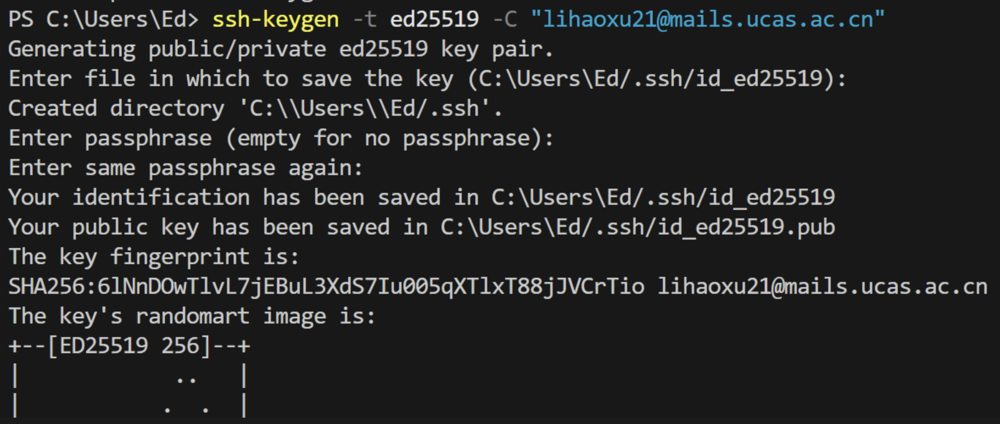 PS C:\Users\Ed> ssh-keygen -t ed25519 -C "lihaoxu21@mails.ucas.ac.cn"
Generating public/private ed25519 key pair.
Enter file in which to save the key (C:\Users\Ed/.ssh/id_ed25519):
Created directory 'C:\\Users\\Ed/.ssh'.
Enter passphrase (empty for no passphrase):
Enter same passphrase again:
Your identification has been saved in C:\Users\Ed/.ssh/id_ed25519
Your public key has been saved in C:\Users\Ed/.ssh/id_ed25519.pub
The key fingerprint is:
SHA256:6lNnDOwTlvL7jEBuL3XdS7Iu005qXTlxT88jJVCrTio lihaoxu21@mails.ucas.ac.cn
The key's randomart image is:
+--[ED25519 256]--+
|             ..   |
|            .  .  |